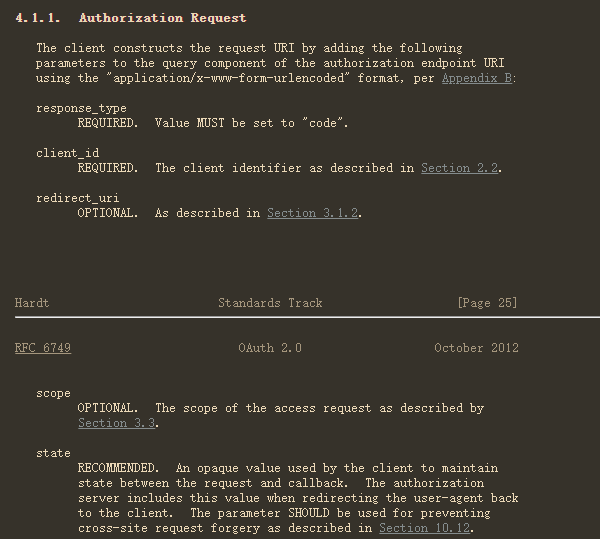 4.1.1.  Authorization Request
The client constructs the request URI by adding the following
parameters to the query component of the authorization endpoint URI
using the "application/x-www-form-urlencoded" format, per Appendix B:
response_type
REQUIRED.  Value MUST be set to "code".
client_id
REQUIRED.  The client identifier as described in Section 2.2.
redirect_uri
OPTIONAL.  As described in Section 3.1.2.
Hardt Standards Track [Page 25]
RFC 6749 OAuth 2.0 October 2012
scope
OPTIONAL.  The scope of the access request as described by
Section 3.3.
state
RECOMMENDED.  An opaque value used by the client to maintain
state between the request and callback.  The authorization
server includes this value when redirecting the user-agent back
to the client.  The parameter SHOULD be used for preventing
cross-site request forgery as described in Section 10.12.